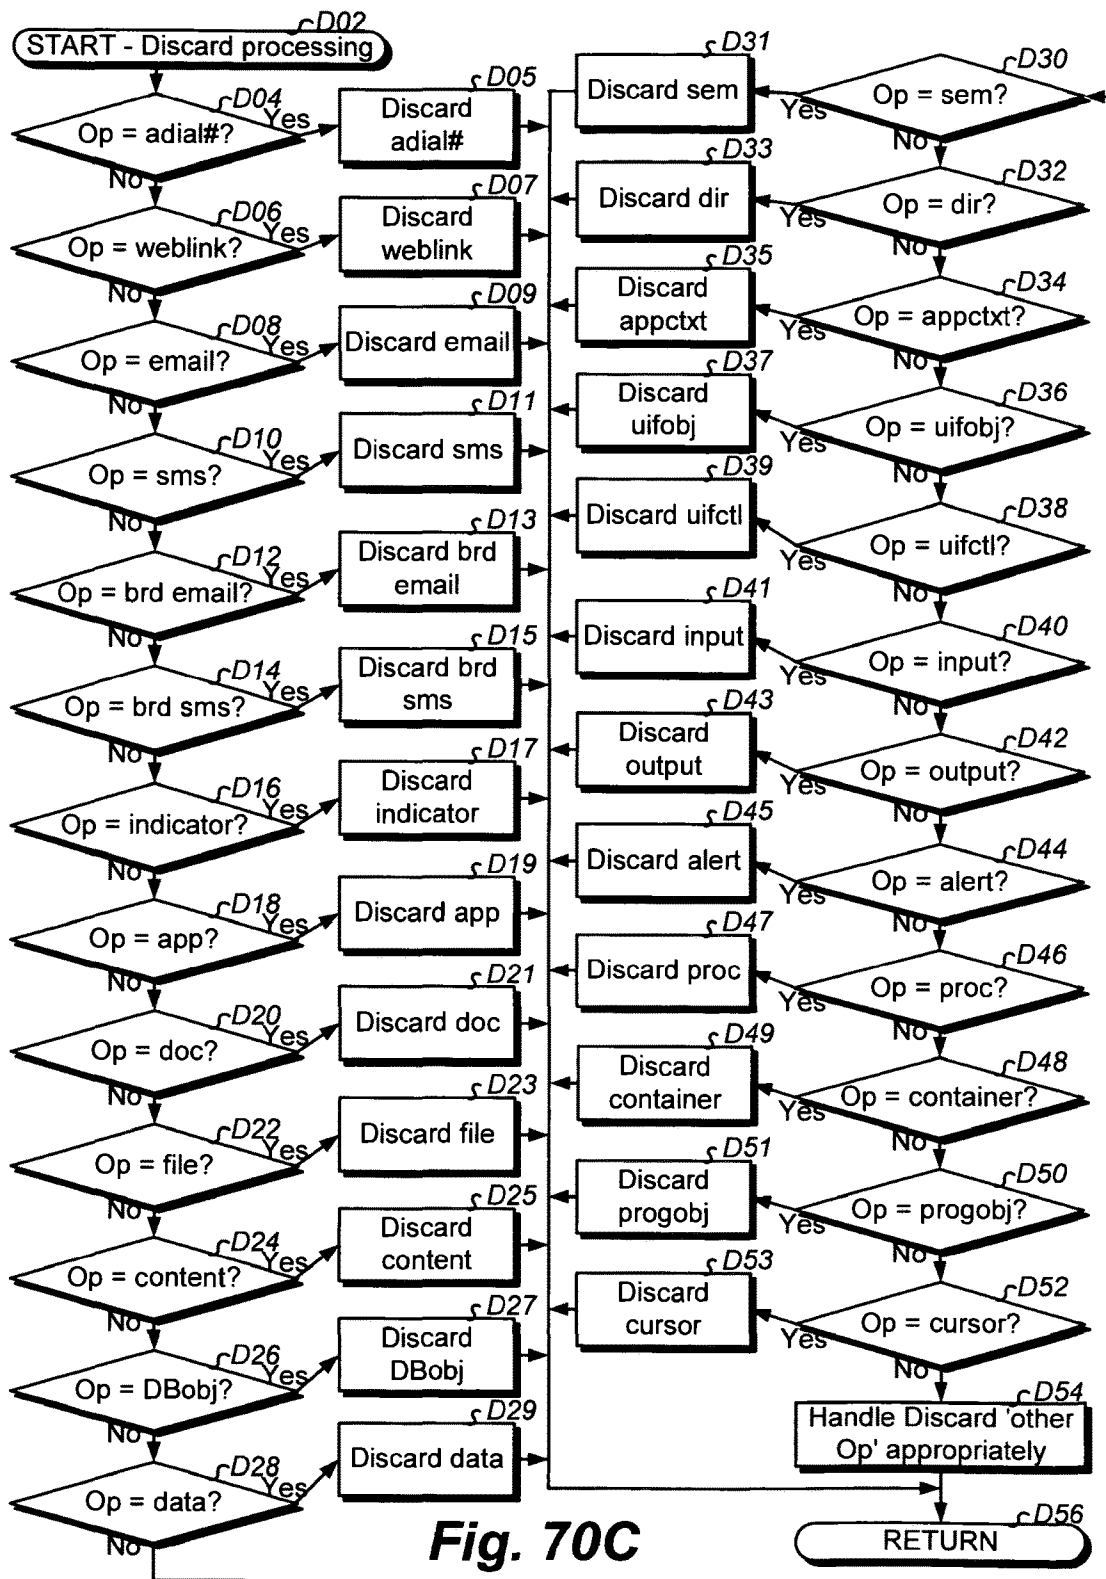 D02
START - Discard processing
D04
Op = adial#?
Yes
No
D05
Discard
adial#
D06
Op = weblink?
Yes
No
D07
Discard
weblink
D08
Op = email?
Yes
No
D09
Discard email
D10
Op = sms?
Yes
No
D11
Discard sms
D12
Op = brd email?
Yes
No
D13
Discard brd
email
D14
Op = brd sms?
Yes
No
D15
Discard brd
sms
D16
Op = indicator?
Yes
No
D17
Discard
indicator
D18
Op = app?
Yes
No
D19
Discard app
D20
Op = doc?
Yes
No
D21
Discard doc
D22
Op = file?
Yes
No
D23
Discard file
D24
Op = content?
Yes
No
D25
Discard
content
D26
Op = DBobj?
Yes
No
D27
Discard
DBobj
D28
Op = data?
Yes
No
D29
Discard data
D30
Op = sem?
Yes
No
D31
Discard sem
D32
Op = dir?
Yes
No
D33
Discard dir
D34
Op = appctxt?
Yes
No
D35
Discard
appctxt
D36
Op = uifobj?
Yes
No
D37
Discard
uifobj
D38
Op = uifctl?
Yes
No
D39
Discard uifctl
D40
Op = input?
Yes
No
D41
Discard input
D42
Op = output?
Yes
No
D43
Discard
output
D44
Op = alert?
Yes
No
D45
Discard alert
D46
Op = proc?
Yes
No
D47
Discard proc
D48
Op = container?
Yes
No
D49
Discard
container
D50
Op = progobj?
Yes
No
D51
Discard
progobj
D52
Op = cursor?
Yes
No
D53
Discard
cursor
D54
Handle Discard 'other
Op' appropriately
D56
RETURN
Fig. 70C